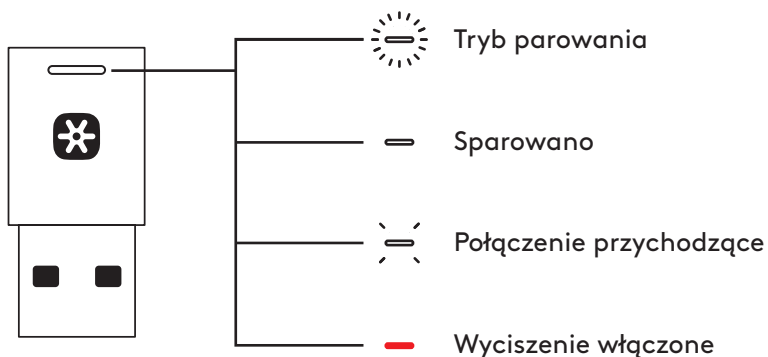 Tryb parowania
Sparowano
Połączenie przychodzące
Wyciszenie włączone